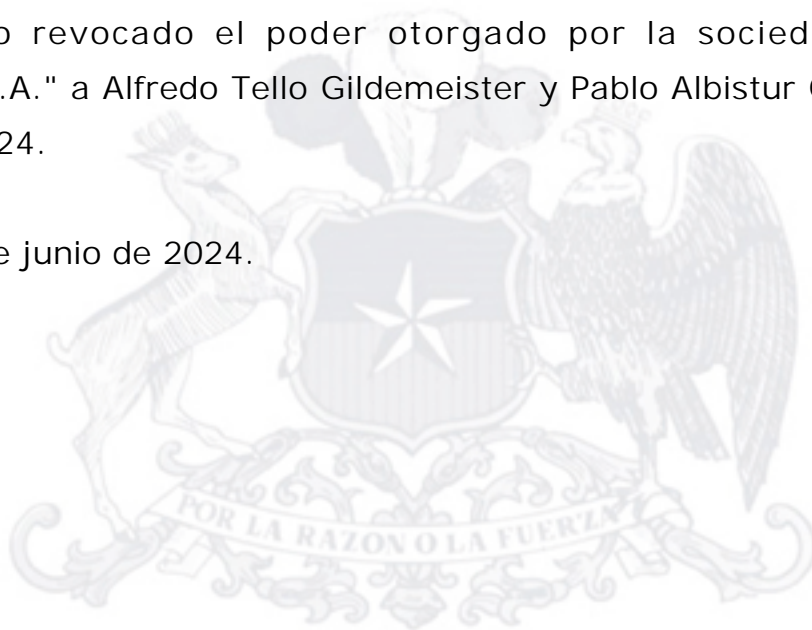 o revocado el poder otorgado por la socied
.A." a Alfredo Tello Gildemeister y Pablo Albistur
24.
e junio de 2024.
POR LA RAZON O LA FUERZA